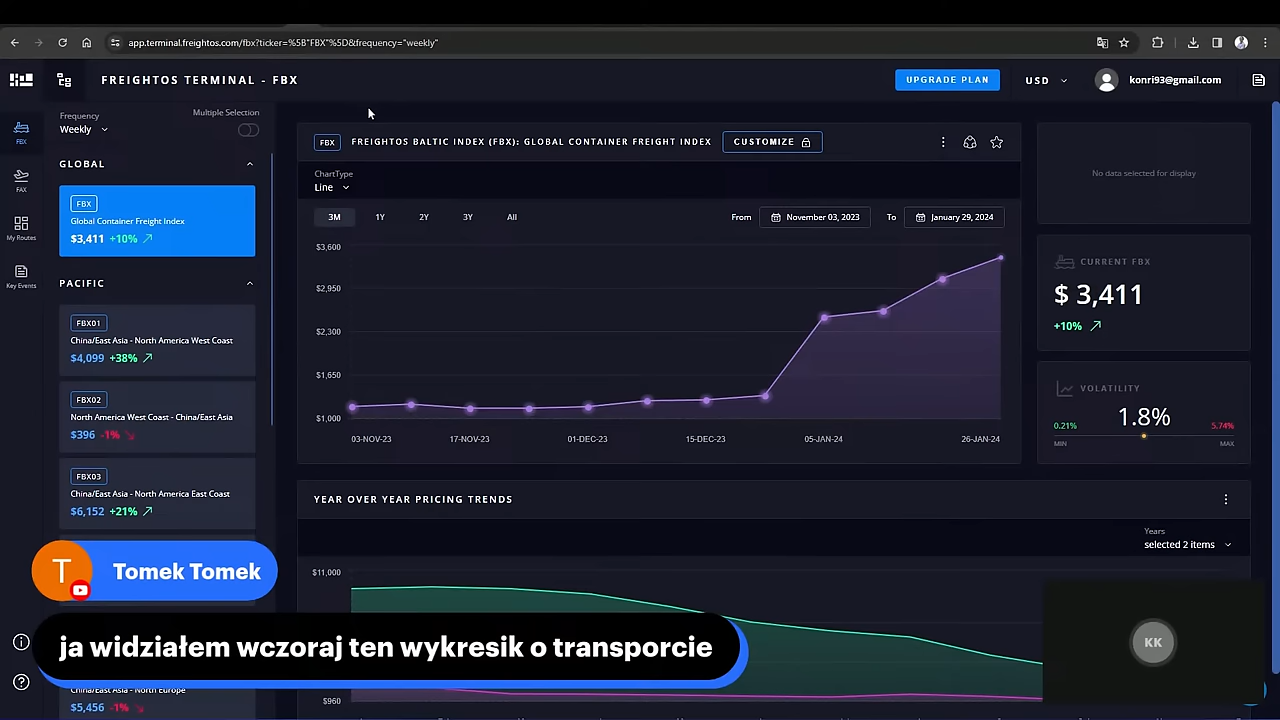 app.terminal.freightos.com/fbx?ticker=%5B"FBX"%5D&frequency="weekly"
FREIGHTOS TERMINAL - FBX
UPGRADE PLAN
USD
konri93@gmail.com
FBX
FAX
My Routes
Key Events
Frequency
Weekly
Multiple Selection
GLOBAL
FBX
Global Container Freight Index
$3,411 +10%
PACIFIC
FBX01
China/East Asia - North America West Coast
$4,099 +38%
FBX02
North America West Coast - China/East Asia
$396 -1%
FBX03
China/East Asia - North America East Coast
$6,152 +21%
China/East Asia - North Europe
$5,456 -1%
FBX
FREIGHTOS BALTIC INDEX (FBX): GLOBAL CONTAINER FREIGHT INDEX
CUSTOMIZE
ChartType
Line
3M 1Y 2Y 3Y All
From November 03, 2023 To January 29, 2024
$3,600
$2,950
$2,300
$1,650
$1,000
03-NOV-23 17-NOV-23 01-DEC-23 15-DEC-23 05-JAN-24 26-JAN-24
No data selected for display
CURRENT FBX
$ 3,411
+10%
VOLATILITY
1.8%
0.21% 5.74%
MIN MAX
YEAR OVER YEAR PRICING TRENDS
Years
selected 2 items
$11,000
$960
T
Tomek Tomek
ja widziałem wczoraj ten wykresik o transporcie
KK